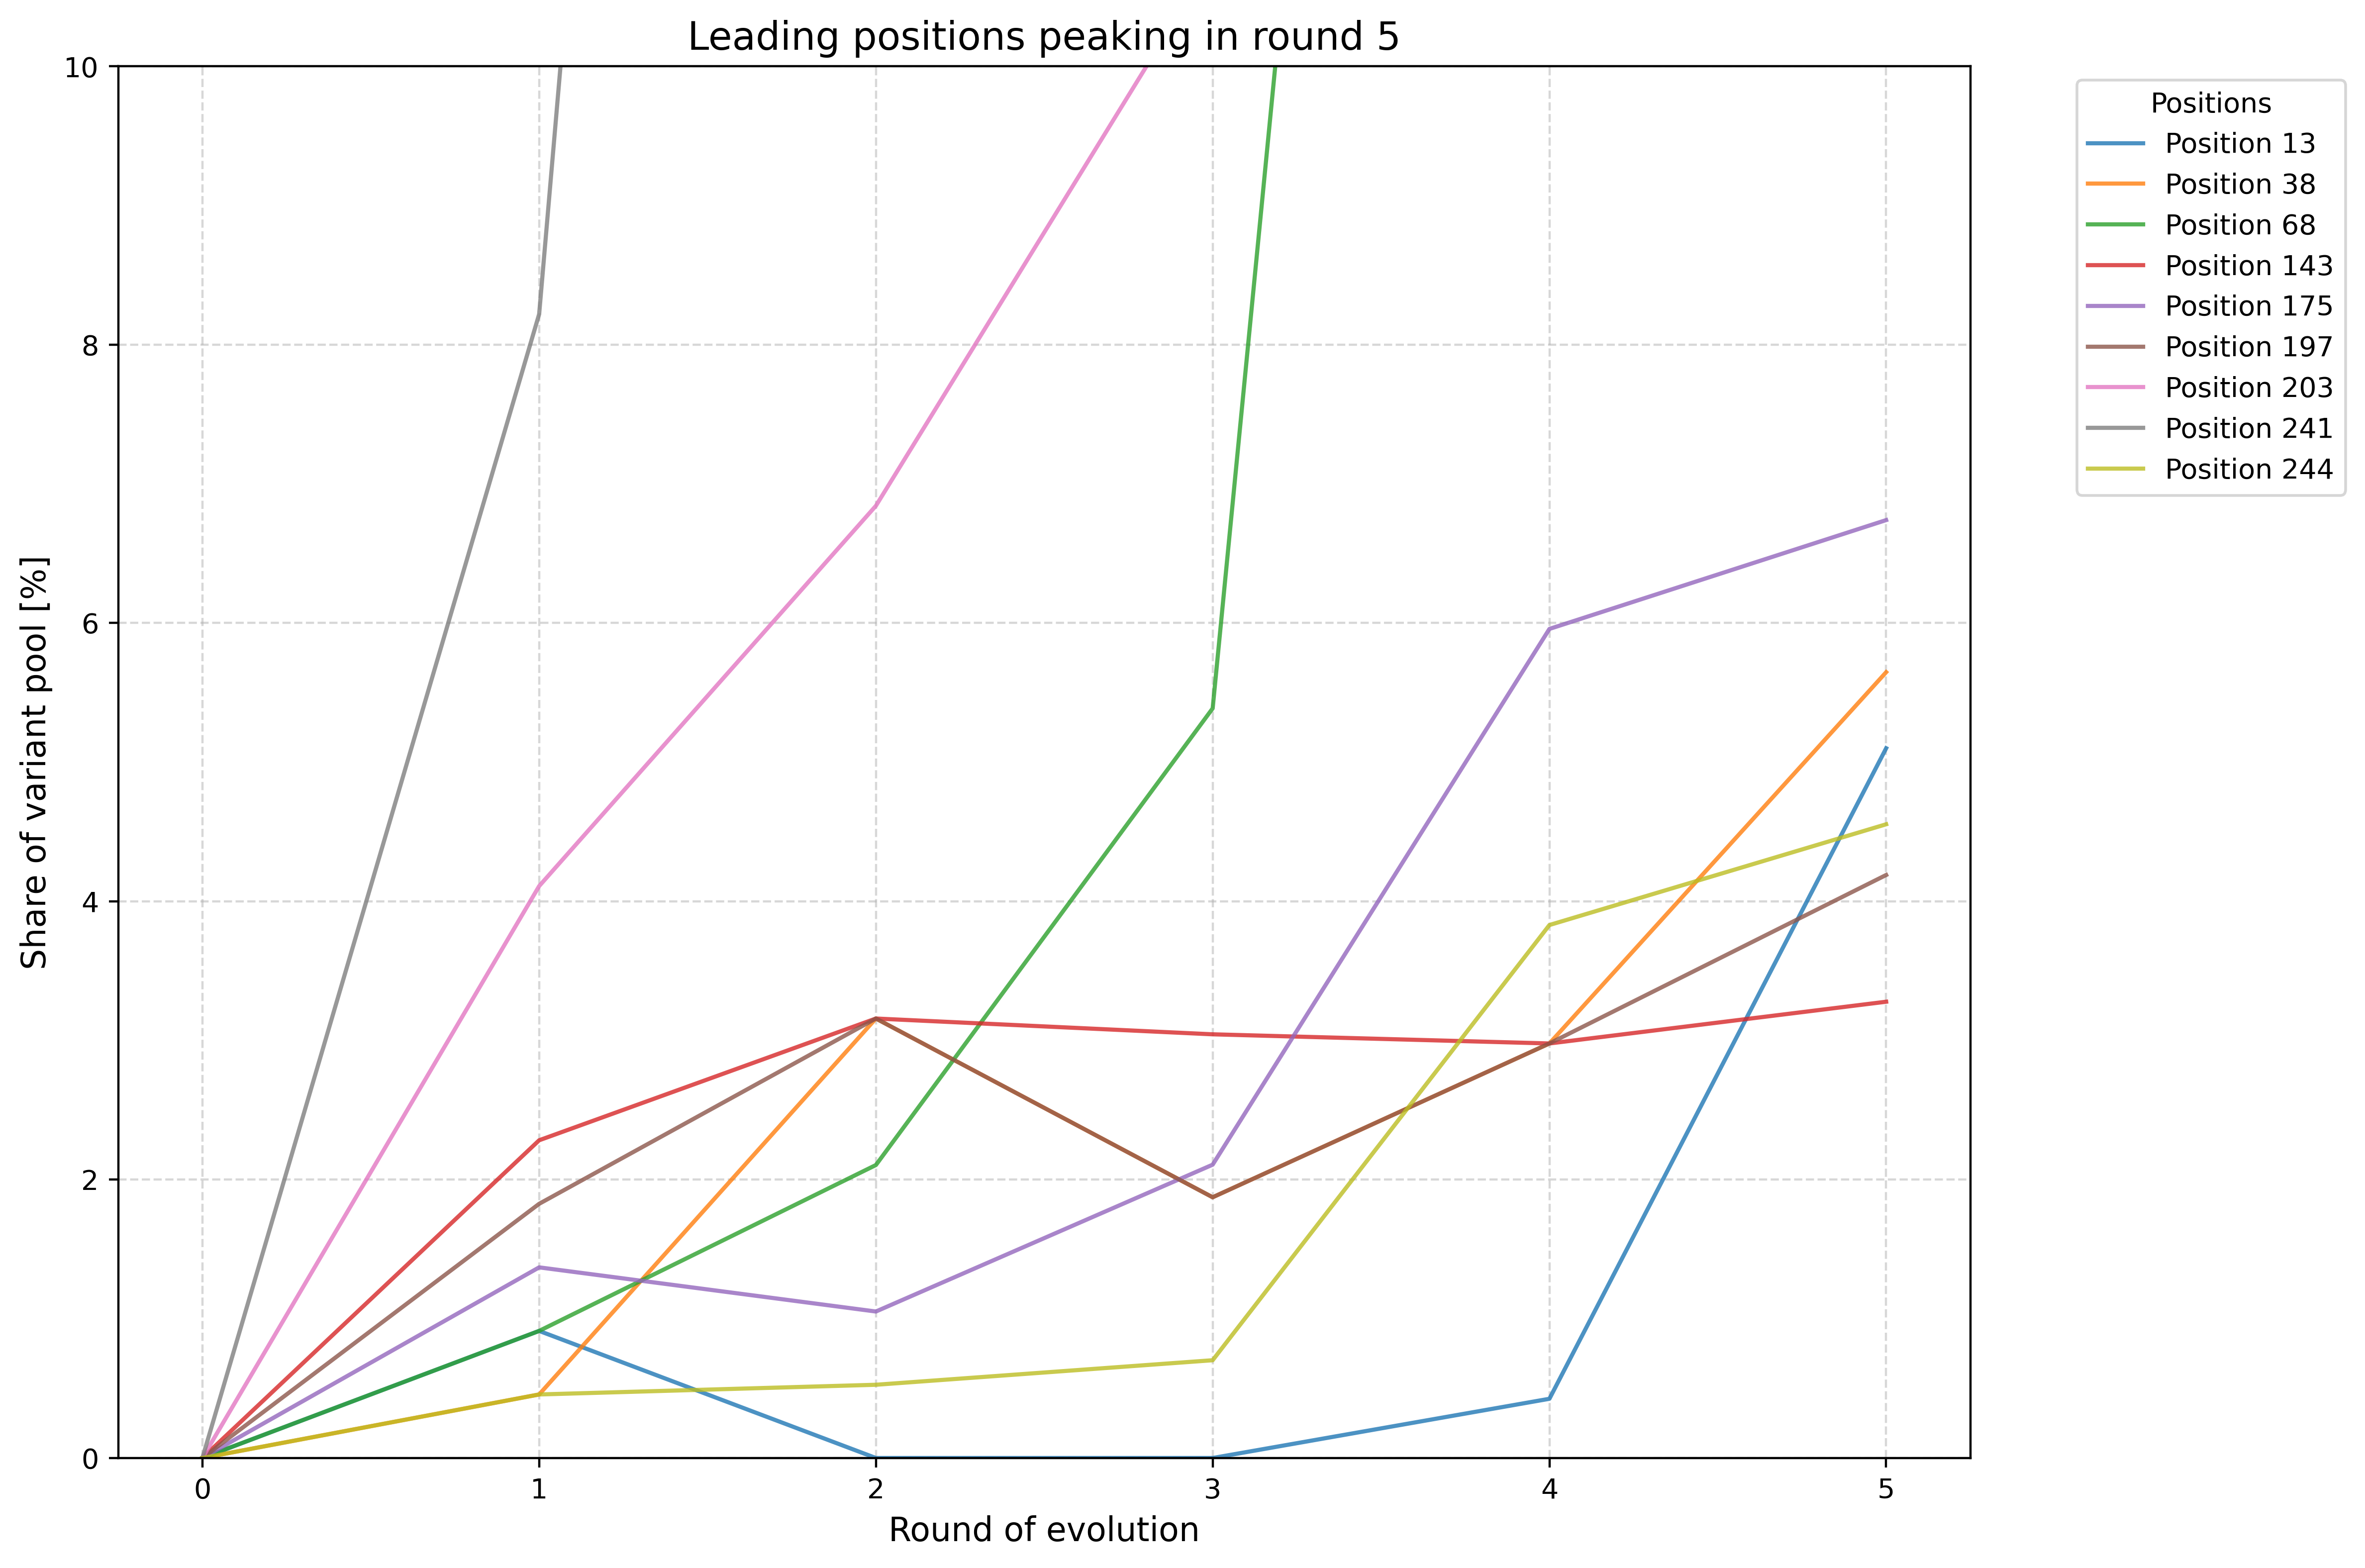 Leading positions peaking in round 5
10
8
6
4
2
0
Share of variant pool [%]
0 1 2 3 4 5
Round of evolution
Positions
Position 13
Position 38
Position 68
Position 143
Position 175
Position 197
Position 203
Position 241
Position 244